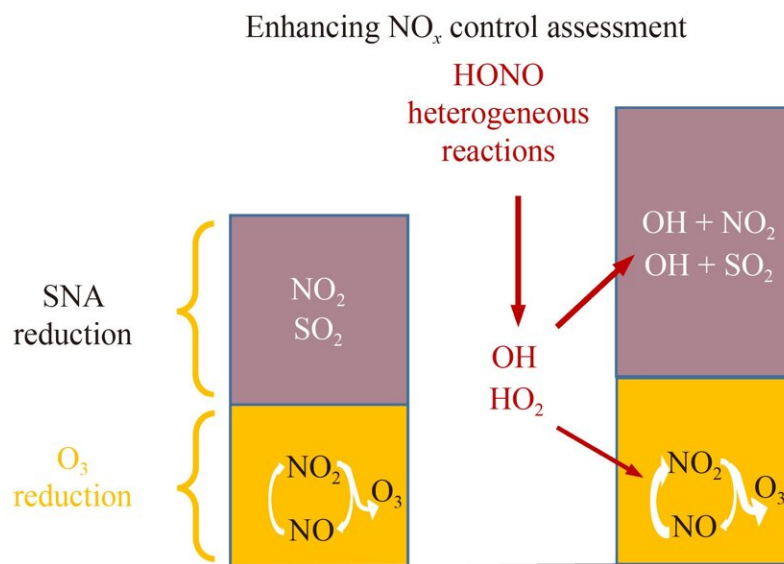 Enhancing NOₓ control assessment
HONO
heterogeneous
reactions
SNA
reduction
NO₂
SO₂
OH
HO₂
OH + NO₂
OH + SO₂
O₃
reduction
NO₂
NO
O₃
NO₂
NO
O₃